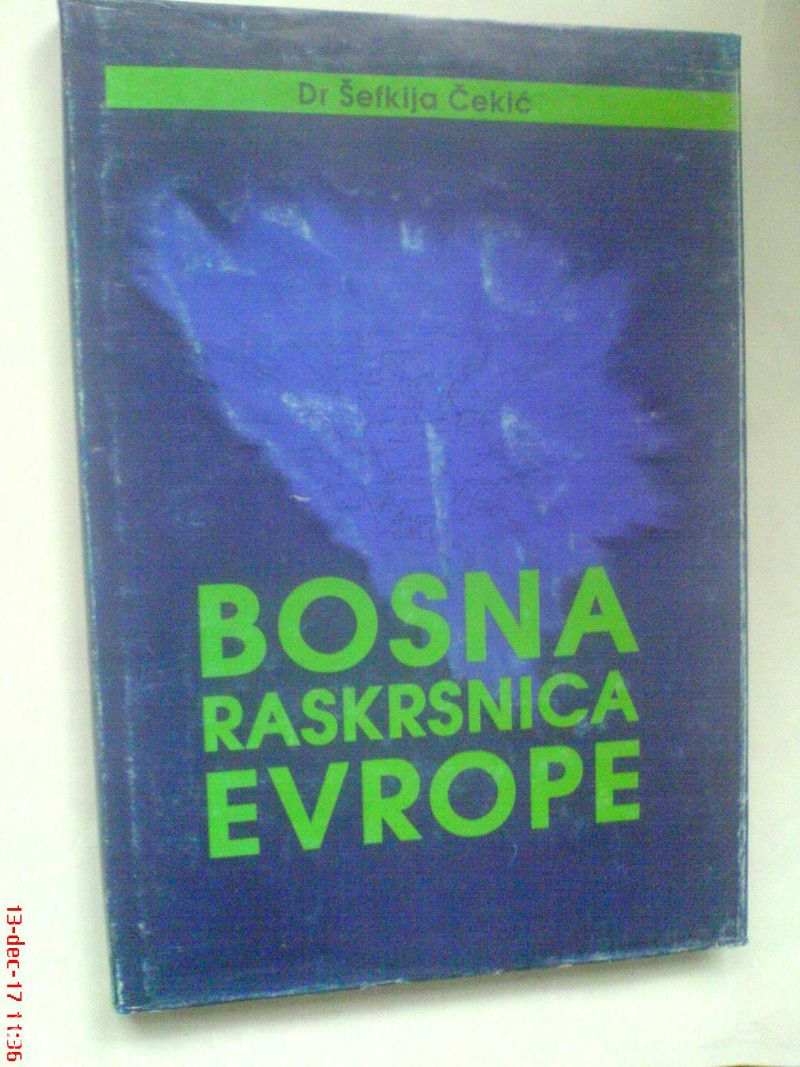 Dr Šefkija Čekić
BOSNA
RASKRSNICA
EVROPE
13-dec-17 11:36